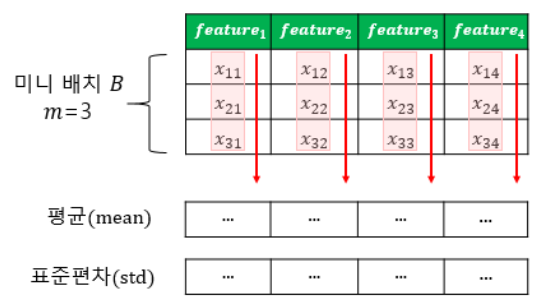 feature₁ feature₂ feature₃ feature₄
미니 배치 B
m=3
x₁₁ x₁₂ x₁₃ x₁₄
x₂₁ x₂₂ x₂₃ x₂₄
x₃₁ x₃₂ x₃₃ x₃₄
평균(mean) ... ... ... ...
표준편차(std) ... ... ... ...